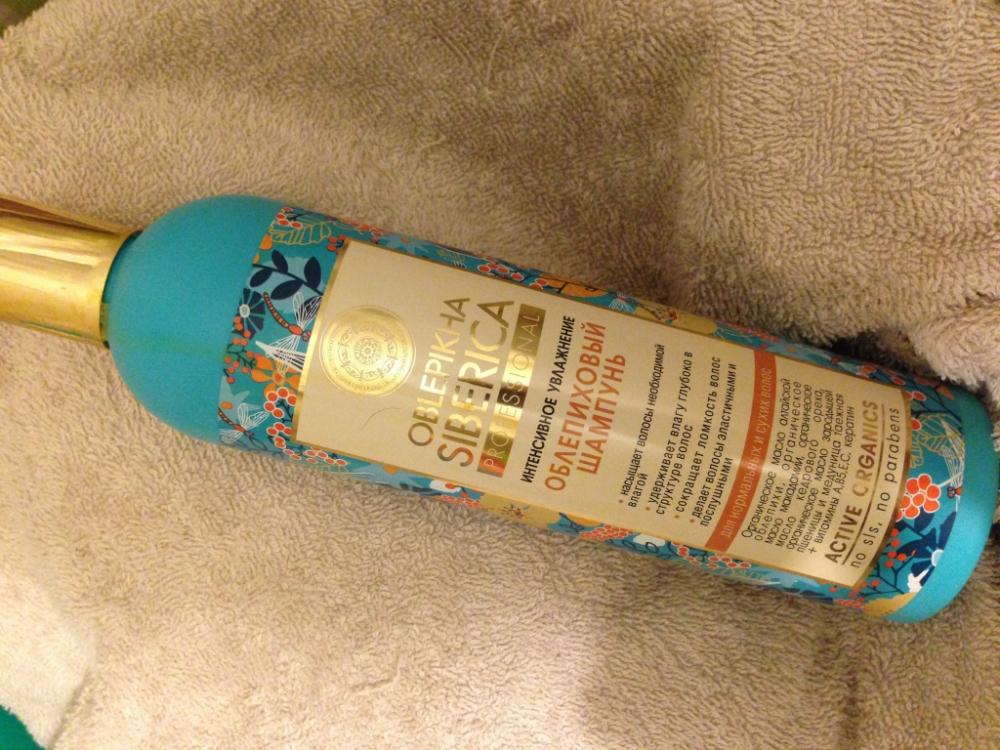 OBLEPIKHA
SIBERICA
PROFESSIONAL
ИНТЕНСИВНОЕ УВЛАЖНЕНИЕ
ОБЛЕПИХОВЫЙ
ШАМПУНЬ
• насыщает волосы необходимой
влагой
• удерживает влагу глубоко в
структуре волос
• сокращает ломкость волос
• делает волосы эластичными и
послушными
для нормальных и сухих волос
Органическое масло алтайской
облепихи, органическое
масло макадамии, органическое
масло кедрового ореха,
органическое масло зародышей
пшеницы и медуница таежная
+ витамины A,B5,E,C, кератин
ACTIVE ORGANICS
no sls, no parabens